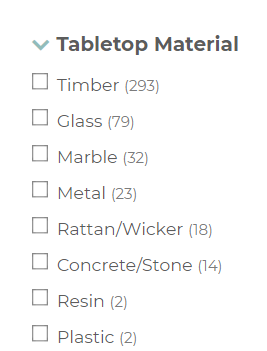 Tabletop Material
Timber (293)
Glass (79)
Marble (32)
Metal (23)
Rattan/Wicker (18)
Concrete/Stone (14)
Resin (2)
Plastic (2)